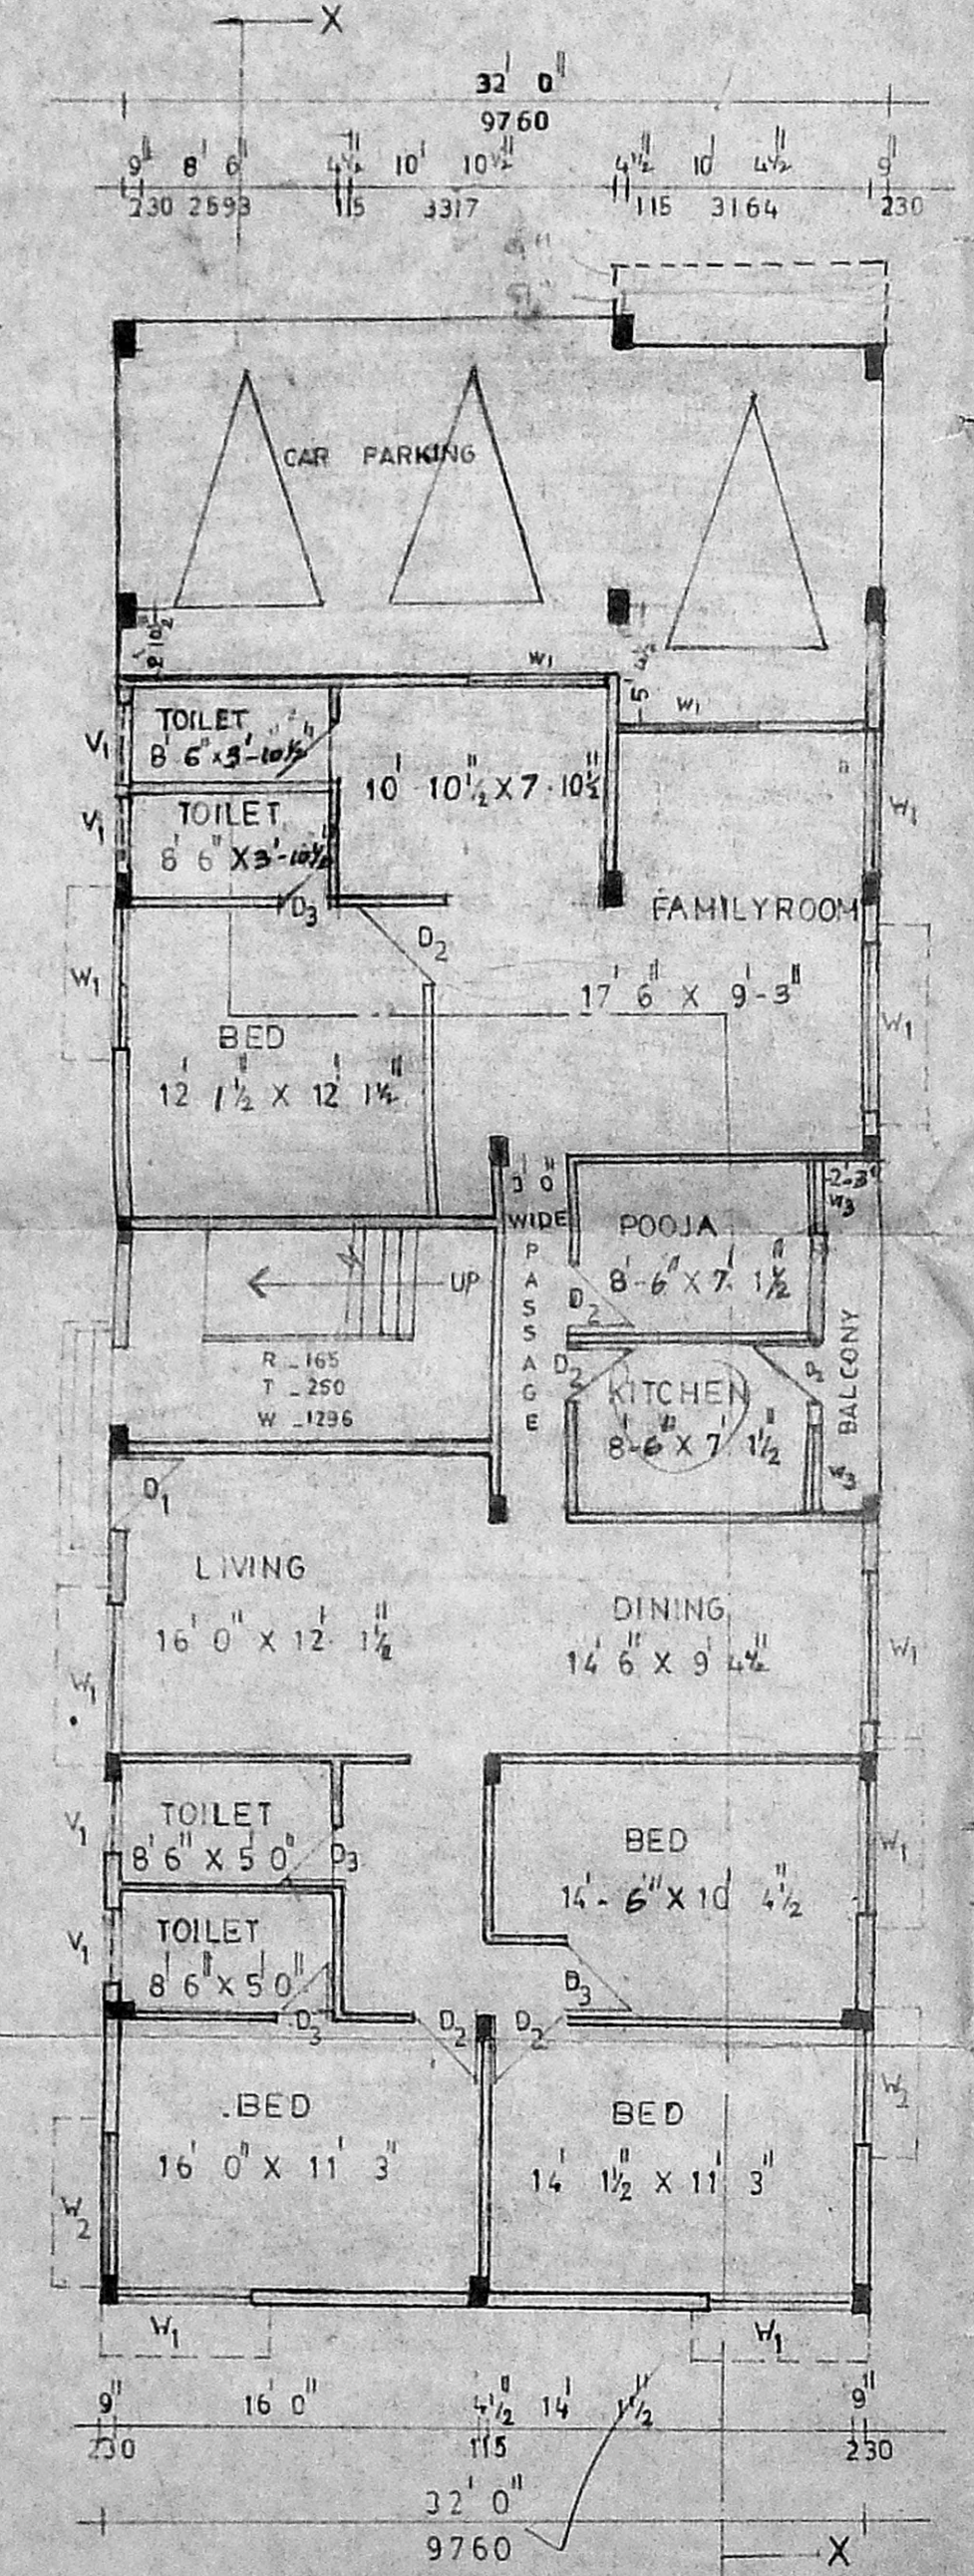 X
32' 0"
9760
9" 8' 6" 4½" 10' 10½" 4½" 10' 4½" 9"
230 2593 115 3317 115 3164 230
CAR PARKING
2' 10½"
W1
W1
V1
TOILET
8' 6" x 3'-10½"
10' 10½" X 7' 10½"
V1
TOILET
8' 6" X 3'-10½"
W1
D3
FAMILY ROOM
D2
W1
17' 6" X 9'-3"
W1
BED
12' 1½" X 12' 1½"
3' 0"
WIDE
PASSAGE
POOJA
8'-6" X 7' 1½"
2'-3"
W3
UP
D2
R _165
T _250
W _1296
D2
KITCHEN
8'-6" X 7' 1½"
D2
BALCONY
W3
D1
LIVING
16' 0" X 12' 1½"
DINING
14' 6" X 9' 4½"
W1
W1
V1
TOILET
8' 6" X 5' 0"
D3
BED
14'-6" X 10' 4½"
W1
V1
TOILET
8' 6" X 5' 0"
D3
D3
D2
D2
W2
.BED
16' 0" X 11' 3"
BED
14' 1½" X 11' 3"
W2
W1
W1
9" 16' 0" 4½" 14' 1½" 9"
230 115 230
32' 0"
9760
X